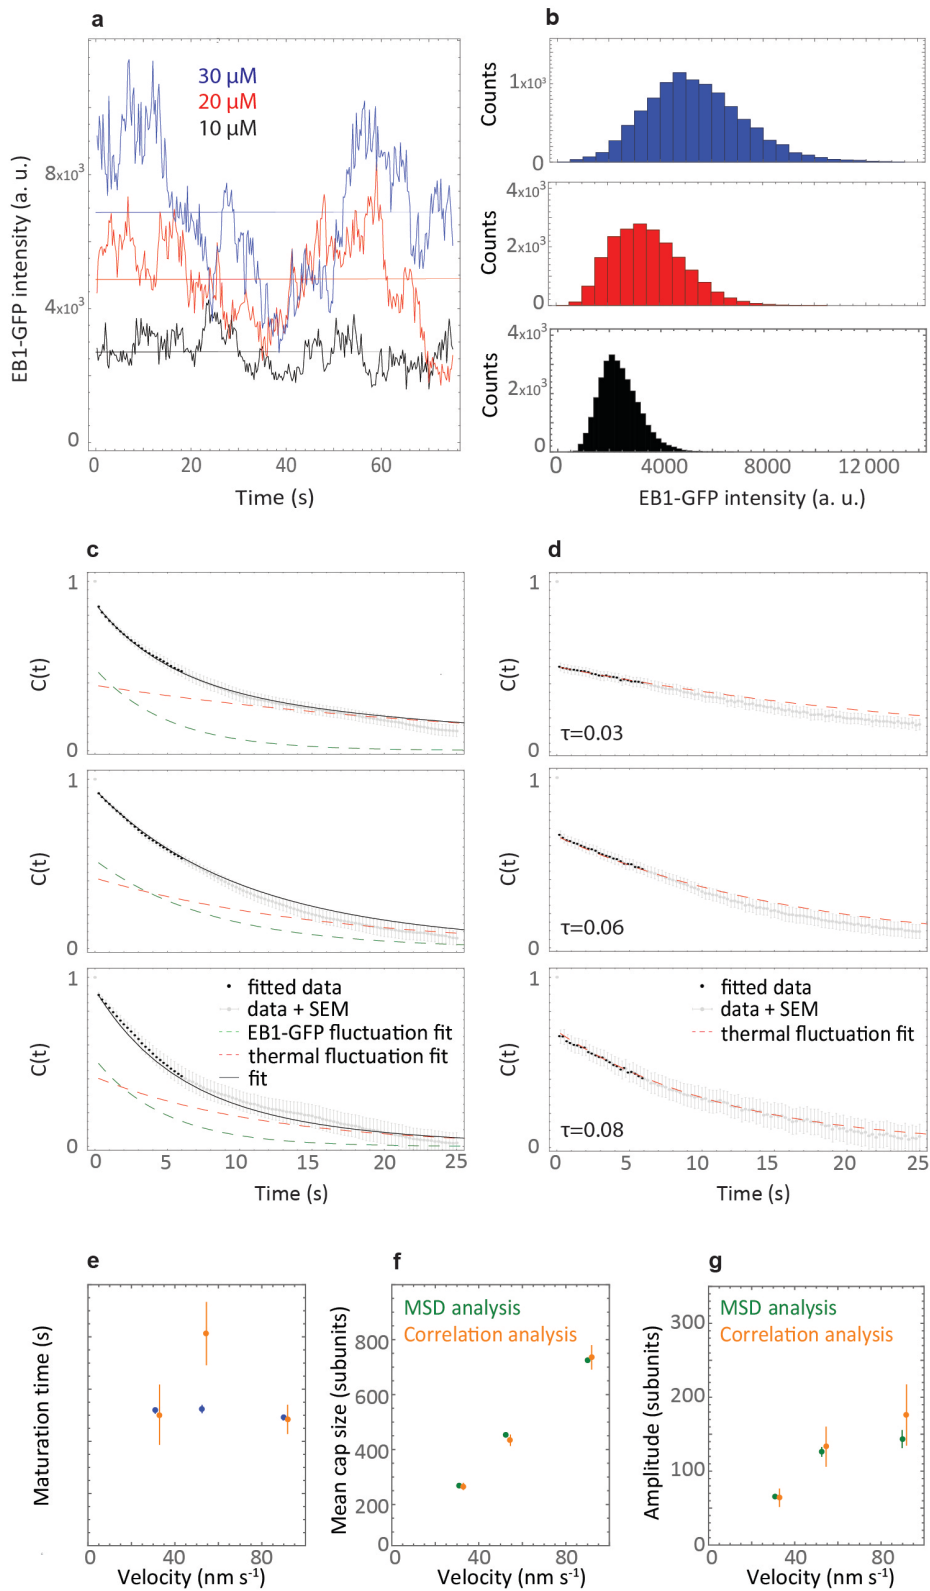 a
30 µM
20 µM
10 µM
8x10³
4x10³
0
EB1-GFP intensity (a. u.)
0 20 40 60
Time (s)
b
1x10³
0
Counts
4x10³
2x10³
0
Counts
4x10³
2x10³
0
Counts
0 4000 8000 12 000
EB1-GFP intensity (a. u.)
c
1
0
C(t)
1
0
C(t)
1
0
C(t)
fitted data
data + SEM
EB1-GFP fluctuation fit
thermal fluctuation fit
fit
0 5 10 15 20 25
Time (s)
d
1
0
C(t)
τ=0.03
1
0
C(t)
τ=0.06
1
0
C(t)
fitted data
data + SEM
thermal fluctuation fit
τ=0.08
0 5 10 15 20 25
Time (s)
e
Maturation time (s)
0 40 80
Velocity (nm s⁻¹)
f
MSD analysis
Correlation analysis
800
600
400
200
0
Mean cap size (subunits)
0 40 80
Velocity (nm s⁻¹)
g
MSD analysis
Correlation analysis
300
200
100
0
Amplitude (subunits)
0 40 80
Velocity (nm s⁻¹)